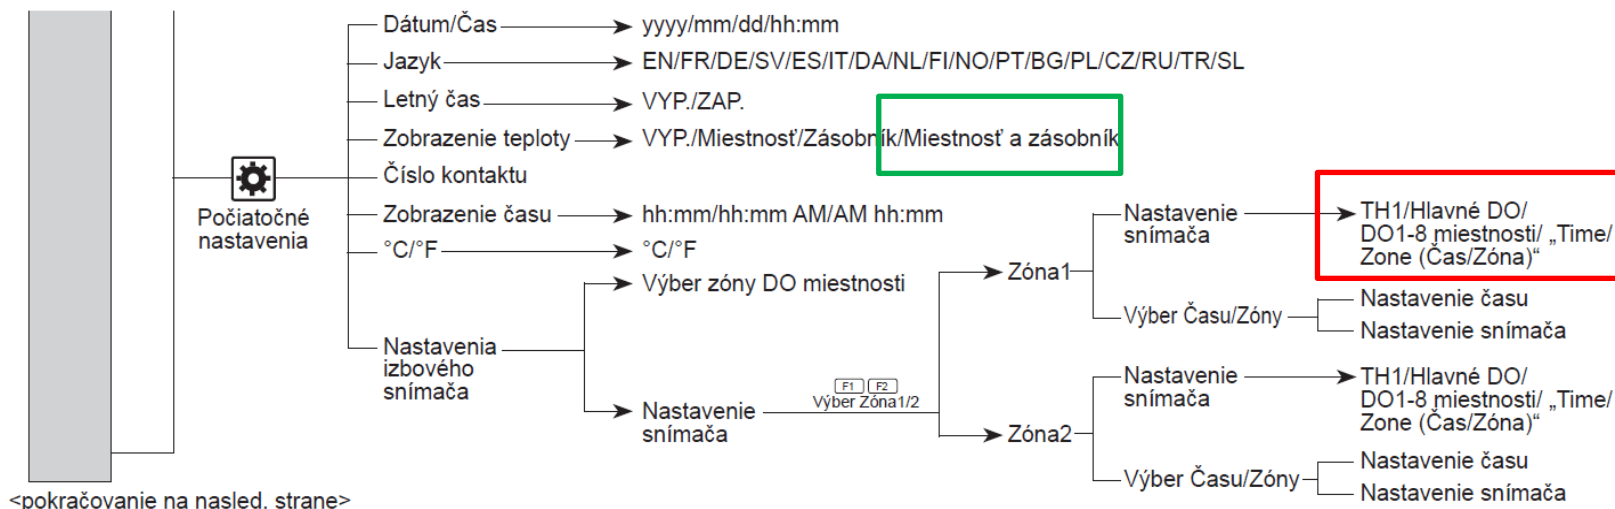 Dátum/Čas
yyyy/mm/dd/hh:mm
Jazyk
EN/FR/DE/SV/ES/IT/DA/NL/FI/NO/PT/BG/PL/CZ/RU/TR/SL
Letný čas
VYP./ZAP.
Zobrazenie teploty
VYP./Miestnosť/Zásobník/Miestnosť a zásobník
Číslo kontaktu
Počiatočné
nastavenia
Zobrazenie času
hh:mm/hh:mm AM/AM hh:mm
°C/°F
°C/°F
Nastavenia
izbového
snímača
Výber zóny DO miestnosti
Nastavenie
snímača
F1 F2
Výber Zóna1/2
Zóna1
Nastavenie
snímača
TH1/Hlavné DO/
DO1-8 miestnosti/ „Time/
Zone (Čas/Zóna)“
Výber Času/Zóny
Nastavenie času
Nastavenie snímača
Zóna2
Nastavenie
snímača
TH1/Hlavné DO/
DO1-8 miestnosti/ „Time/
Zone (Čas/Zóna)“
Výber Času/Zóny
Nastavenie času
Nastavenie snímača
<pokračovanie na nasled. strane>